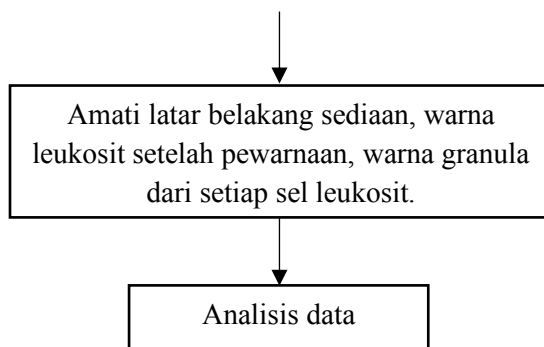 Amati latar belakang sediaan, warna
leukosit setelah pewarnaan, warna granula
dari setiap sel leukosit.
Analisis data